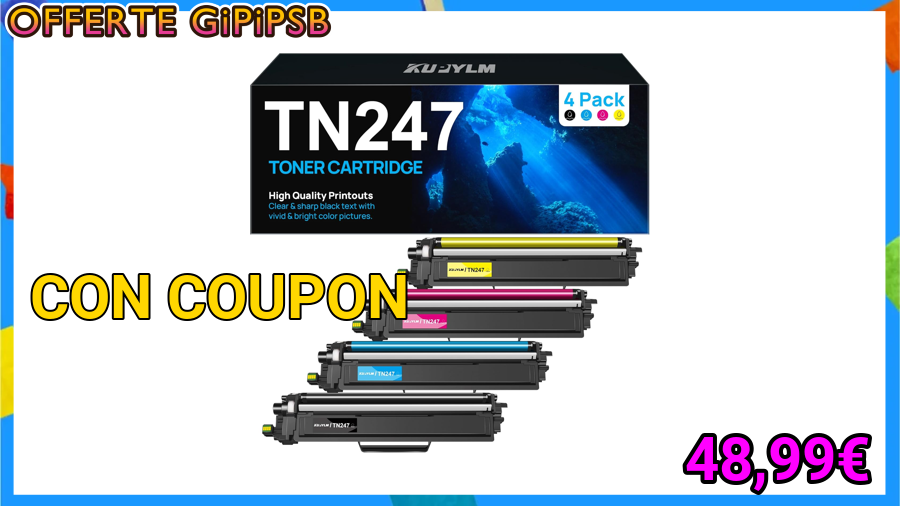 OFFERTE GiPiPSB
KUPYLM
TN247
4 Pack
TONER CARTRIDGE
High Quality Printouts
Clear & sharp black text with
vivid & bright color pictures.
TN247
CON COUPON
TN247
TN247
TN247
48,99€